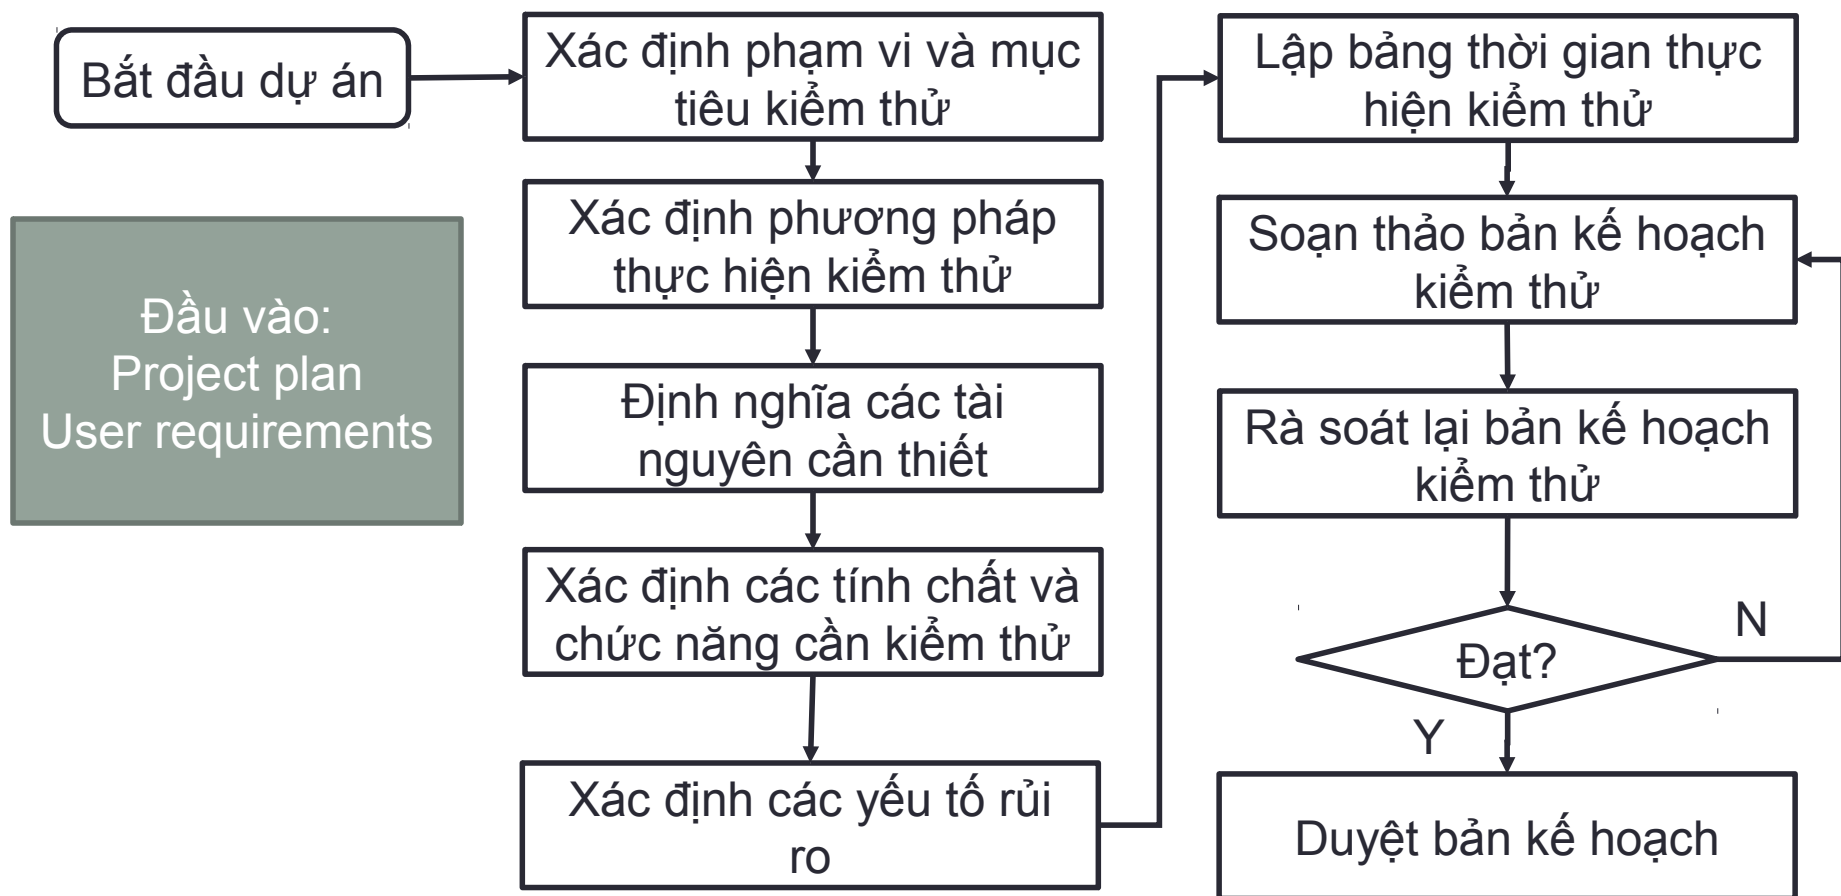 Bắt đầu dự án
Đầu vào:
Project plan
User requirements
Xác định phạm vi và mục
tiêu kiểm thử
Xác định phương pháp
thực hiện kiểm thử
Định nghĩa các tài
nguyên cần thiết
Xác định các tính chất và
chức năng cần kiểm thử
Xác định các yếu tố rủi
ro
Lập bảng thời gian thực
hiện kiểm thử
Soạn thảo bản kế hoạch
kiểm thử
Rà soát lại bản kế hoạch
kiểm thử
Đạt?
N
Y
Duyệt bản kế hoạch